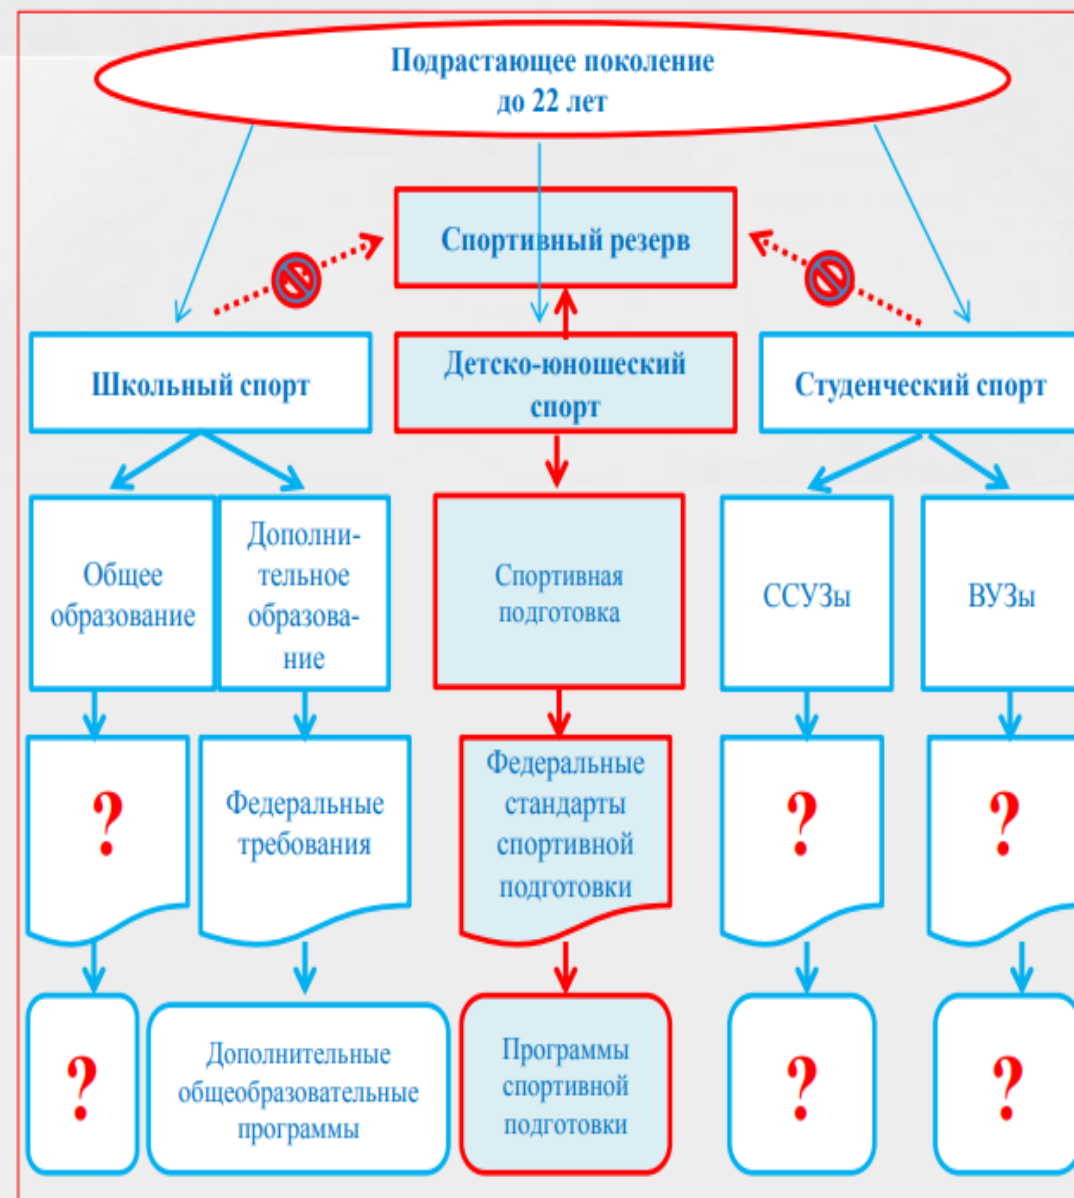 Подрастающее поколение
до 22 лет
Спортивный резерв
Школьный спорт
Детско-юношеский
спорт
Студенческий спорт
Общее
образование
Дополни-
тельное
образова-
ние
Спортивная
подготовка
ССУЗы
ВУЗы
?
Федеральные
требования
Федеральные
стандарты
спортивной
подготовки
?
?
?
Дополнительные
общеобразовательные
программы
Программы
спортивной
подготовки
?
?